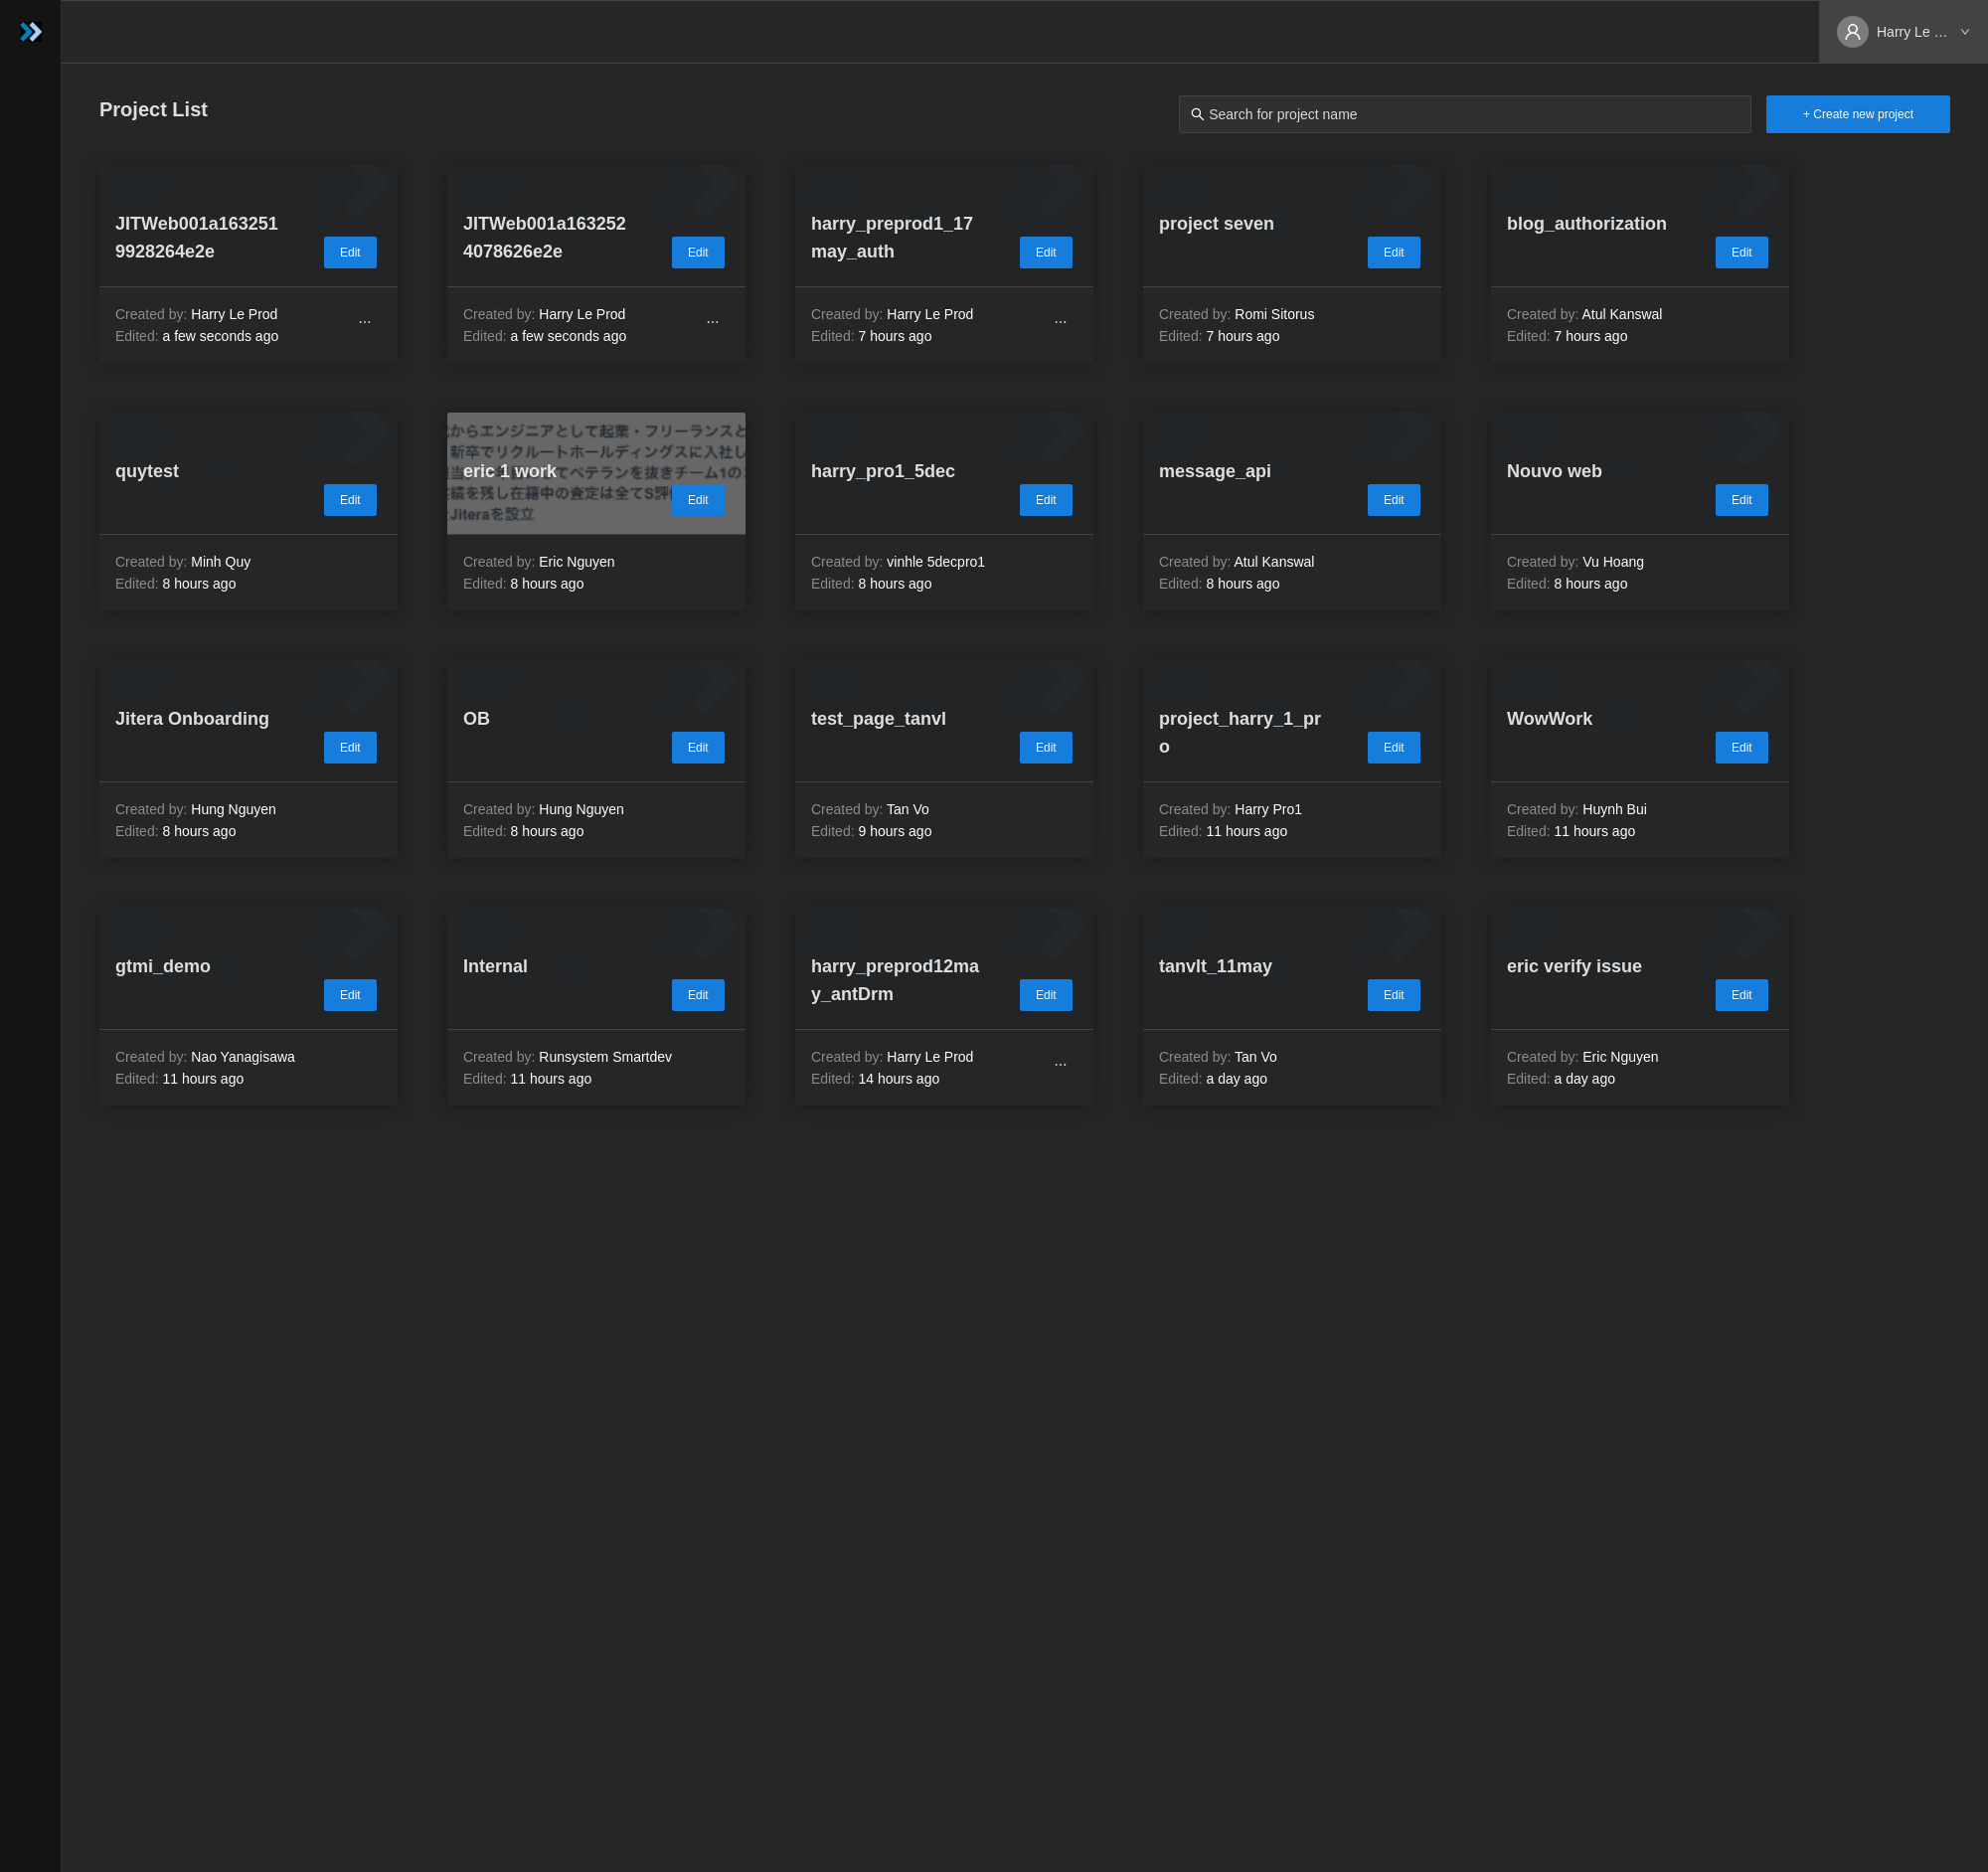 Harry Le ...
Project List
Search for project name
+ Create new project
JITWeb001a163251
9928264e2e
Edit
Created by: Harry Le Prod
...
Edited: a few seconds ago
JITWeb001a163252
4078626e2e
Edit
Created by: Harry Le Prod
...
Edited: a few seconds ago
harry_preprod1_17
may_auth
Edit
Created by: Harry Le Prod
...
Edited: 7 hours ago
project seven
Edit
Created by: Romi Sitorus
Edited: 7 hours ago
blog_authorization
Edit
Created by: Atul Kanswal
Edited: 7 hours ago
quytest
Edit
Created by: Minh Quy
Edited: 8 hours ago
からエンジニアとして起業・フリーランスと
新卒でリクルートホールディングスに入社し
eric 1 work
てベテランを抜きチーム1の
を残し在籍中の査定は全てS評
Edit
Jiteraを設立
Created by: Eric Nguyen
Edited: 8 hours ago
harry_pro1_5dec
Edit
Created by: vinhle 5decpro1
Edited: 8 hours ago
message_api
Edit
Created by: Atul Kanswal
Edited: 8 hours ago
Nouvo web
Edit
Created by: Vu Hoang
Edited: 8 hours ago
Jitera Onboarding
Edit
Created by: Hung Nguyen
Edited: 8 hours ago
OB
Edit
Created by: Hung Nguyen
Edited: 8 hours ago
test_page_tanvl
Edit
Created by: Tan Vo
Edited: 9 hours ago
project_harry_1_pr
o
Edit
Created by: Harry Pro1
Edited: 11 hours ago
WowWork
Edit
Created by: Huynh Bui
Edited: 11 hours ago
gtmi_demo
Edit
Created by: Nao Yanagisawa
Edited: 11 hours ago
Internal
Edit
Created by: Runsystem Smartdev
Edited: 11 hours ago
harry_preprod12ma
y_antDrm
Edit
Created by: Harry Le Prod
...
Edited: 14 hours ago
tanvlt_11may
Edit
Created by: Tan Vo
Edited: a day ago
eric verify issue
Edit
Created by: Eric Nguyen
Edited: a day ago